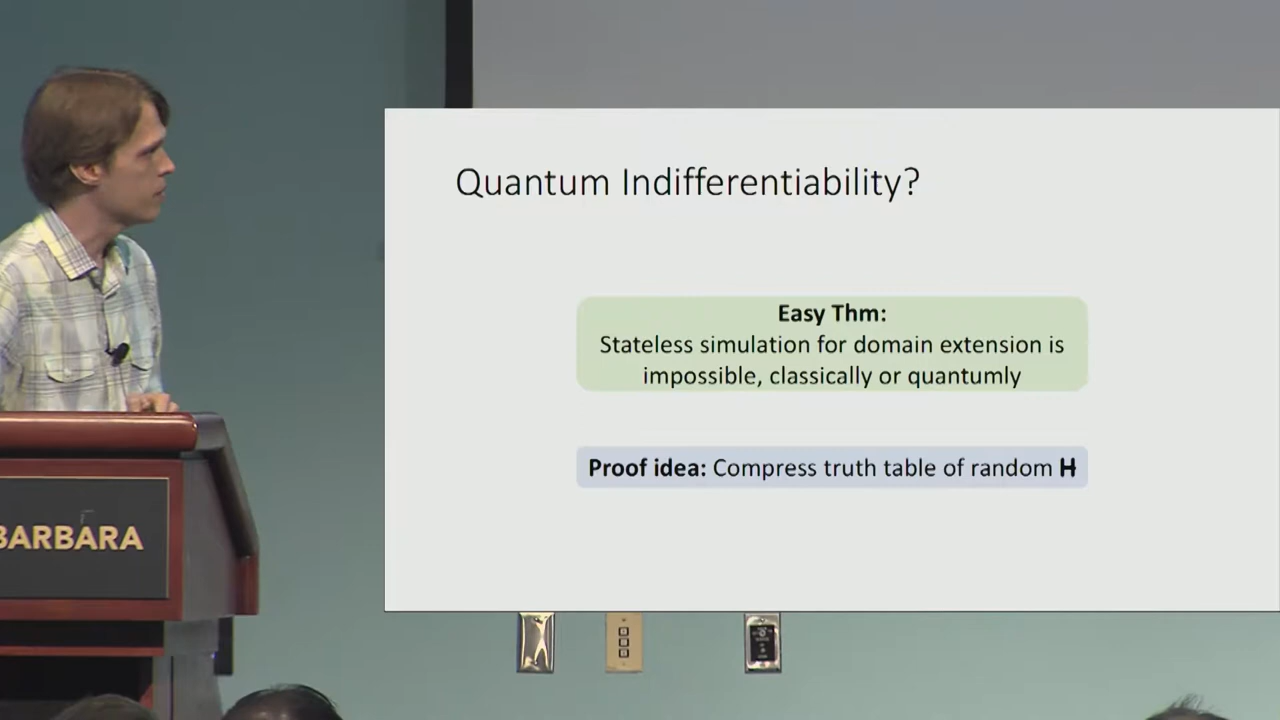 Quantum Indifferentiability?
Easy Thm:
Stateless simulation for domain extension is
impossible, classically or quantumly
Proof idea: Compress truth table of random H
BARBARA